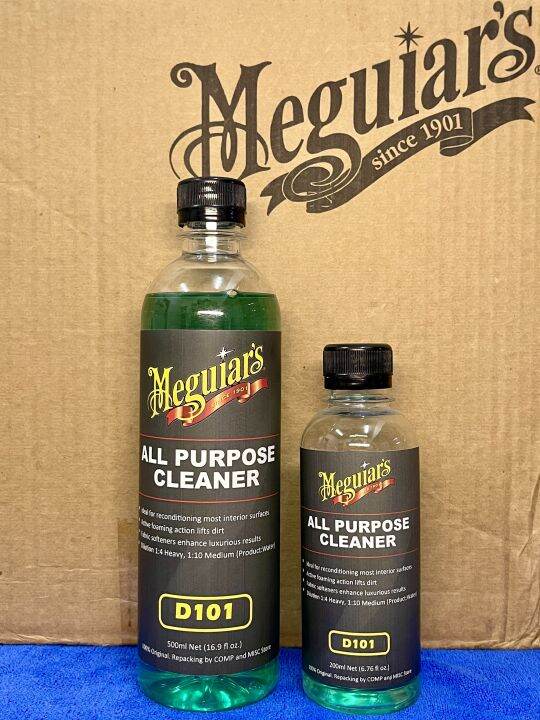 Meguiar's
since 1901
Meguiar's
SINCE 1901
ALL PURPOSE
CLEANER
Ideal for reconditioning most interior surfaces
Active foaming action lifts dirt
Fabric softeners enhance luxurious results
Dilution 1:4 Heavy, 1:10 Medium (Product:Water)
D101
500ml Net (16.9 fl oz.)
100% Original. Repacking by COMP and MISC Store
Meguiar's
ALL PURPOSE
CLEANER
Ideal for reconditioning most interior surfaces
Active foaming action lifts dirt
Fabric softeners enhance luxurious results
Dilution 1:4 Heavy, 1:10 Medium (Product:Water)
D101
200ml Net (6.76 fl oz.)
100% Original. Repacking by COMP and MISC Store